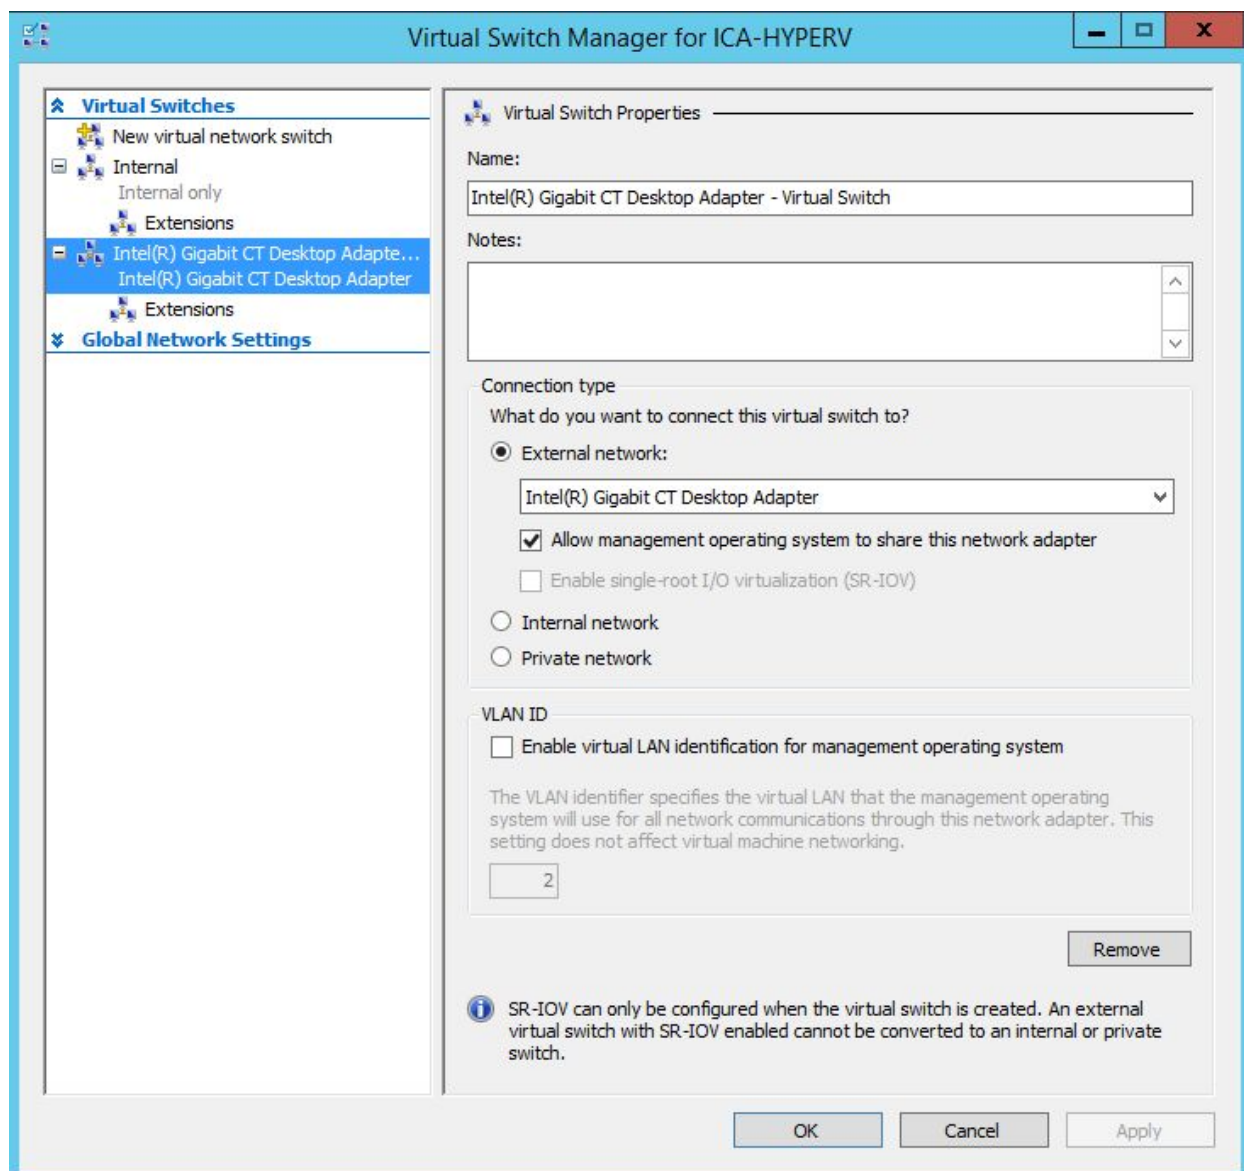 Virtual Switch Manager for ICA-HYPERV
Virtual Switches
New virtual network switch
Internal
Internal only
Extensions
Intel(R) Gigabit CT Desktop Adapte...
Intel(R) Gigabit CT Desktop Adapter
Extensions
Global Network Settings
Virtual Switch Properties
Name:
Intel(R) Gigabit CT Desktop Adapter - Virtual Switch
Notes:
Connection type
What do you want to connect this virtual switch to?
External network:
Intel(R) Gigabit CT Desktop Adapter
Allow management operating system to share this network adapter
Enable single-root I/O virtualization (SR-IOV)
Internal network
Private network
VLAN ID
Enable virtual LAN identification for management operating system
The VLAN identifier specifies the virtual LAN that the management operating
system will use for all network communications through this network adapter. This
setting does not affect virtual machine networking.
2
Remove
SR-IOV can only be configured when the virtual switch is created. An external
virtual switch with SR-IOV enabled cannot be converted to an internal or private
switch.
OK
Cancel
Apply